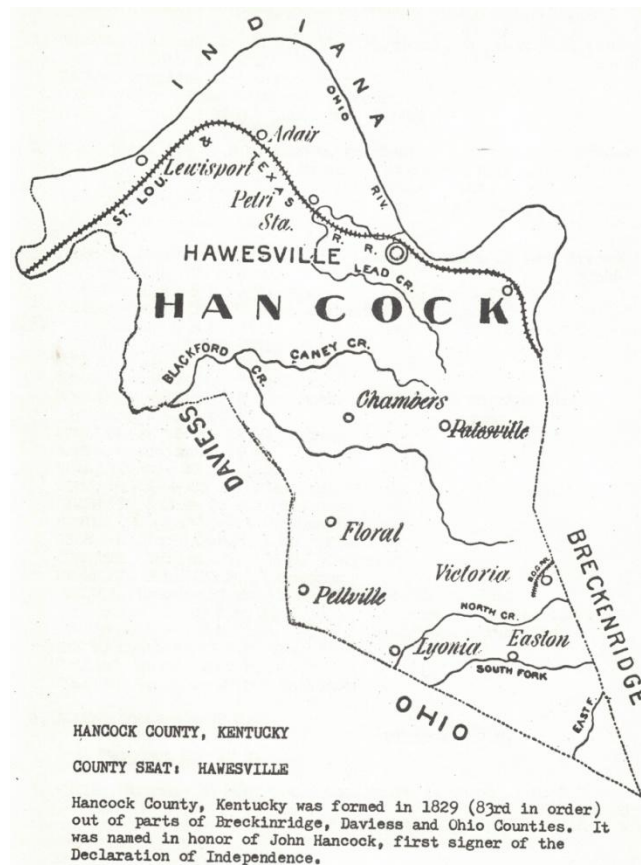 INDIANA
OHIO RIV.
Adair
Lewisport
ST. LOU. & TEXAS R. R.
Petri
Sta.
HAWESVILLE
LEAD CR.
HANCOCK
BLACKFORD CR.
CANEY CR.
Chambers
Patesville
DAVIESS
Floral
Victoria
BRECKENRIDGE
Pellville
NORTH CR.
Lyonia
Easton
SOUTH FORK
OHIO
EAST F.
HANCOCK COUNTY, KENTUCKY
COUNTY SEAT: HAWESVILLE
Hancock County, Kentucky was formed in 1829 (83rd in order)
out of parts of Breckinridge, Daviess and Ohio Counties. It
was named in honor of John Hancock, first signer of the
Declaration of Independence.